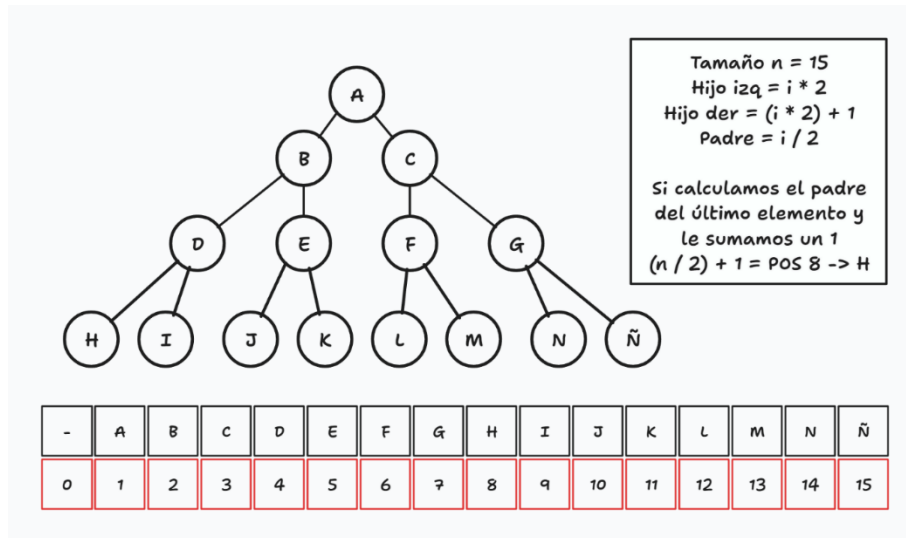 Tamaño n = 15
Hijo izq = i * 2
Hijo der = (i * 2) + 1
Padre = i / 2
Si calculamos el padre
del último elemento y
le sumamos un 1
(n / 2) + 1 = POS 8 -> H
A
B C
D E F G
H I J K L M N Ñ
- A B C D E F G H I J K L M N Ñ
0 1 2 3 4 5 6 7 8 9 10 11 12 13 14 15